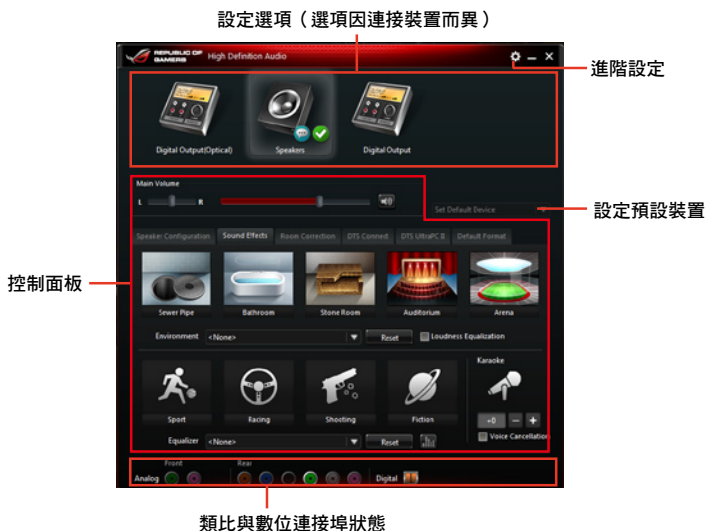 設定選項（選項因連接裝置而異）
REPUBLIC OF GAMERS
High Definition Audio
進階設定
Digital Output(Optical)
Speakers
Digital Output
Main Volume
L
R
Set Default Device
設定預設裝置
Speaker Configuration
Sound Effects
Room Correction
DTS Connect
DTS UltraPC II
Default Format
控制面板
Sewer Pipe
Bathroom
Stone Room
Auditorium
Arena
Environment
<None>
Reset
Loudness Equalization
Karaoke
Sport
Racing
Shooting
Fiction
+0
Equalizer
<None>
Reset
Voice Cancellation
Front
Rear
Analog
Digital
類比與數位連接埠狀態